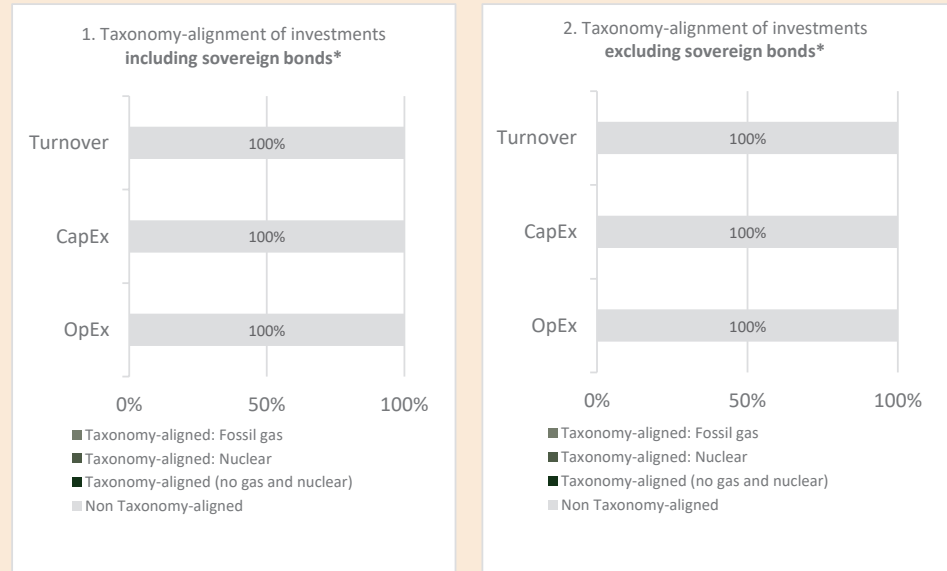 1. Taxonomy-alignment of investments
including sovereign bonds*
Turnover
100%
CapEx
100%
OpEx
100%
0%
50%
100%
Taxonomy-aligned: Fossil gas
Taxonomy-aligned: Nuclear
Taxonomy-aligned (no gas and nuclear)
Non Taxonomy-aligned
2. Taxonomy-alignment of investments
excluding sovereign bonds*
Turnover
100%
CapEx
100%
OpEx
100%
0%
50%
100%
Taxonomy-aligned: Fossil gas
Taxonomy-aligned: Nuclear
Taxonomy-aligned (no gas and nuclear)
Non Taxonomy-aligned